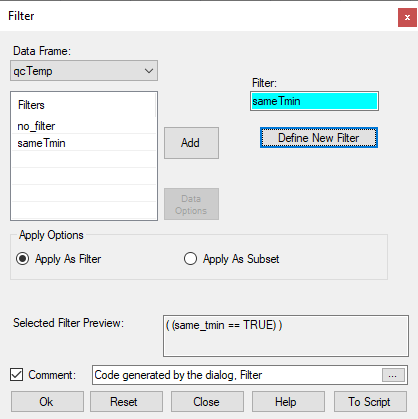 Filter
x
Data Frame:
qcTemp
Filter:
sameTmin
Filters
no_filter
sameTmin
Add
Define New Filter
Data
Options
Apply Options
Apply As Filter
Apply As Subset
Selected Filter Preview:
( (same_tmin == TRUE) )
Comment:
Code generated by the dialog, Filter
...
Ok
Reset
Close
Help
To Script